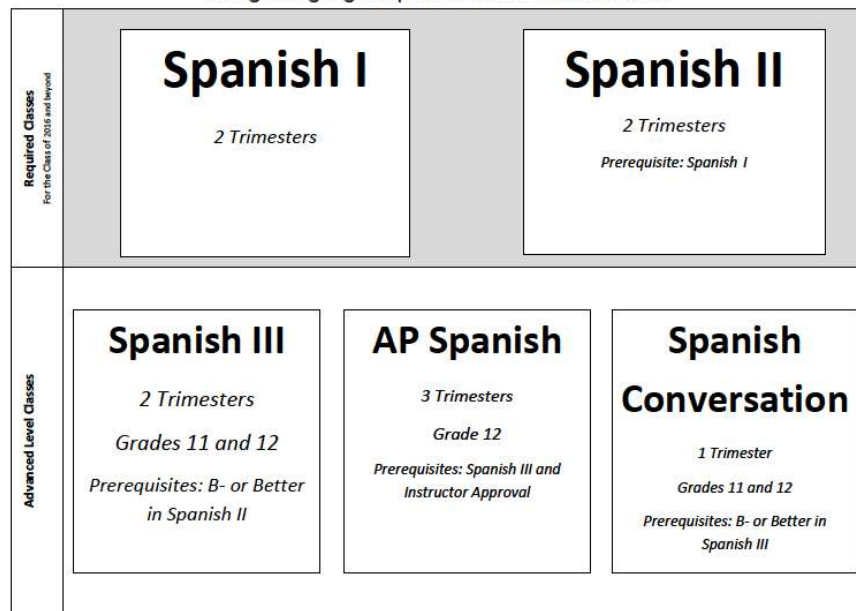 Required Classes
For the Class of 2016 and beyond
Spanish I
2 Trimesters
Spanish II
2 Trimesters
Prerequisite: Spanish I
Advanced Level Classes
Spanish III
2 Trimesters
Grades 11 and 12
Prerequisites: B- or Better
in Spanish II
AP Spanish
3 Trimesters
Grade 12
Prerequisites: Spanish III and
Instructor Approval
Spanish
Conversation
1 Trimester
Grades 11 and 12
Prerequisites: B- or Better in
Spanish III